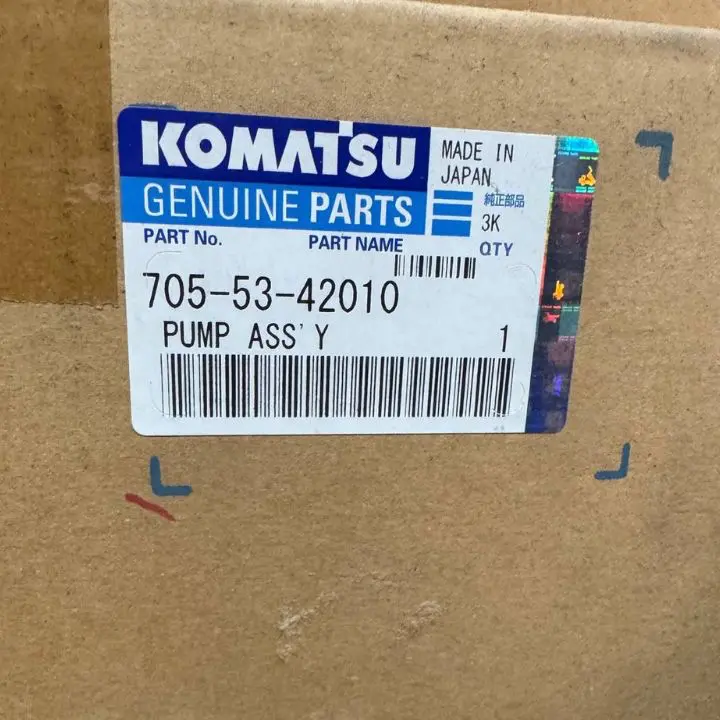 KOMATSU
GENUINE PARTS
MADE IN
JAPAN
純正部品
3K
PART No.
PART NAME
QTY
705-53-42010
PUMP ASS'Y
1